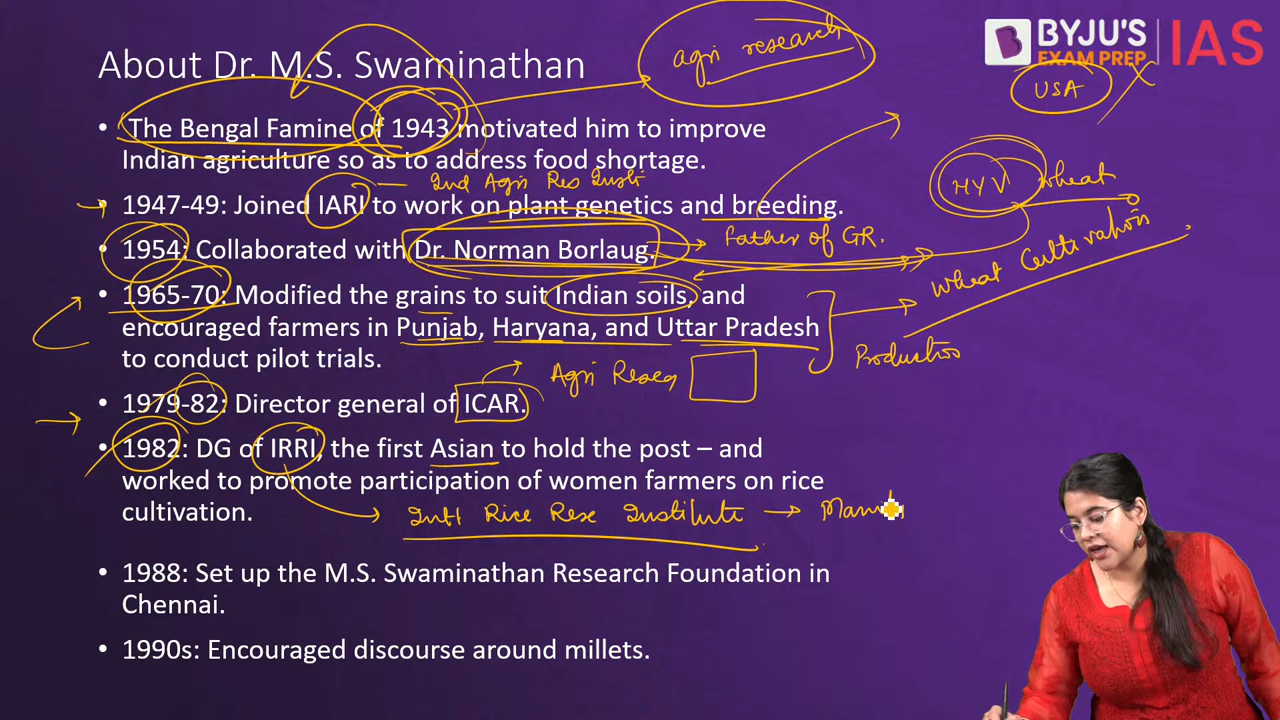 BYJU'S
EXAM PREP
IAS
agri research
USA
About Dr. M.S. Swaminathan
• The Bengal Famine of 1943 motivated him to improve
Indian agriculture so as to address food shortage.
Ind Agri Res Insti
HYV wheat
• 1947-49: Joined IARI to work on plant genetics and breeding.
Father of GR.
• 1954: Collaborated with Dr. Norman Borlaug.
Wheat Cultivation
• 1965-70: Modified the grains to suit Indian soils, and
encouraged farmers in Punjab, Haryana, and Uttar Pradesh
to conduct pilot trials.
Production
Agri
• 1979-82: Director general of ICAR.
• 1982: DG of IRRI, the first Asian to hold the post – and
worked to promote participation of women farmers on rice
cultivation.
Intl Rice Res Institute
• 1988: Set up the M.S. Swaminathan Research Foundation in
Chennai.
• 1990s: Encouraged discourse around millets.